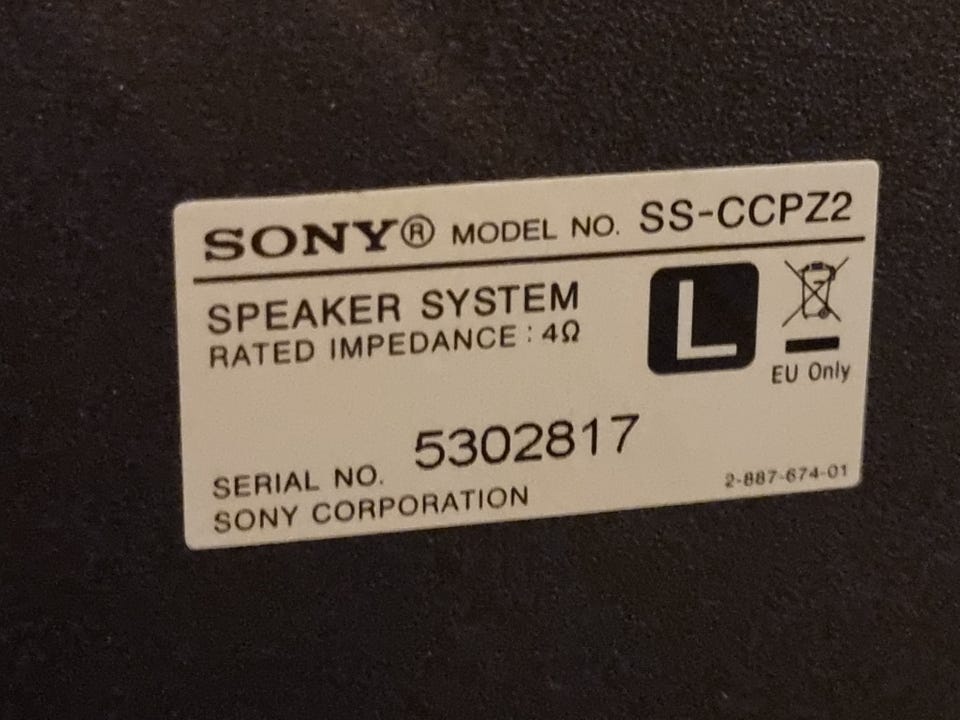 SONY® MODEL NO. SS-CCPZ2
SPEAKER SYSTEM
RATED IMPEDANCE : 4Ω
L
EU Only
SERIAL NO. 5302817
SONY CORPORATION
2-887-674-01